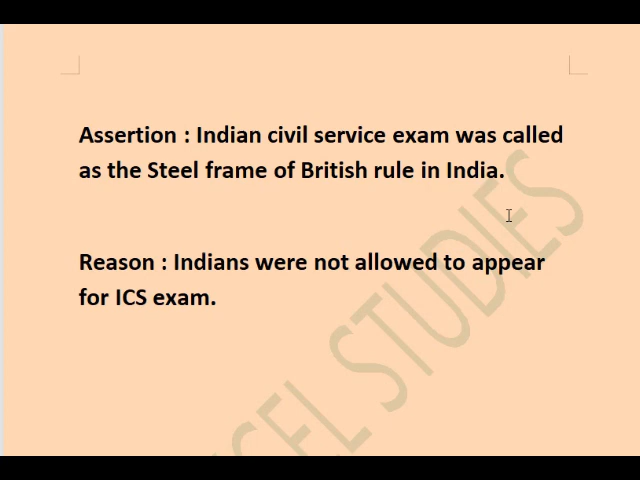 Assertion : Indian civil service exam was called
as the Steel frame of British rule in India.
Reason : Indians were not allowed to appear
for ICS exam.
STUDIES